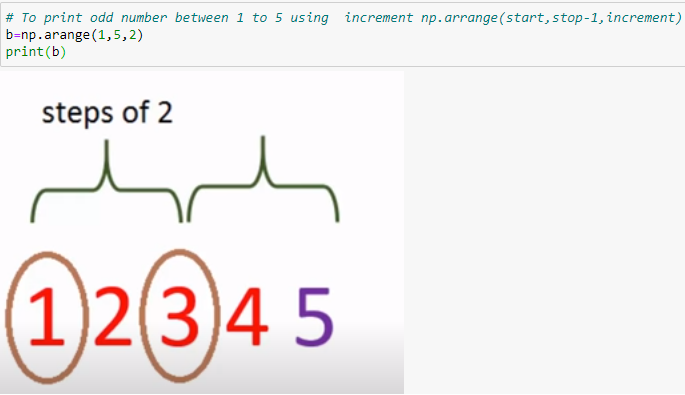 # To print odd number between 1 to 5 using  increment np.arrange(start,stop-1,increment)
b=np.arange(1,5,2)
print(b)
steps of 2
1 2 3 4 5